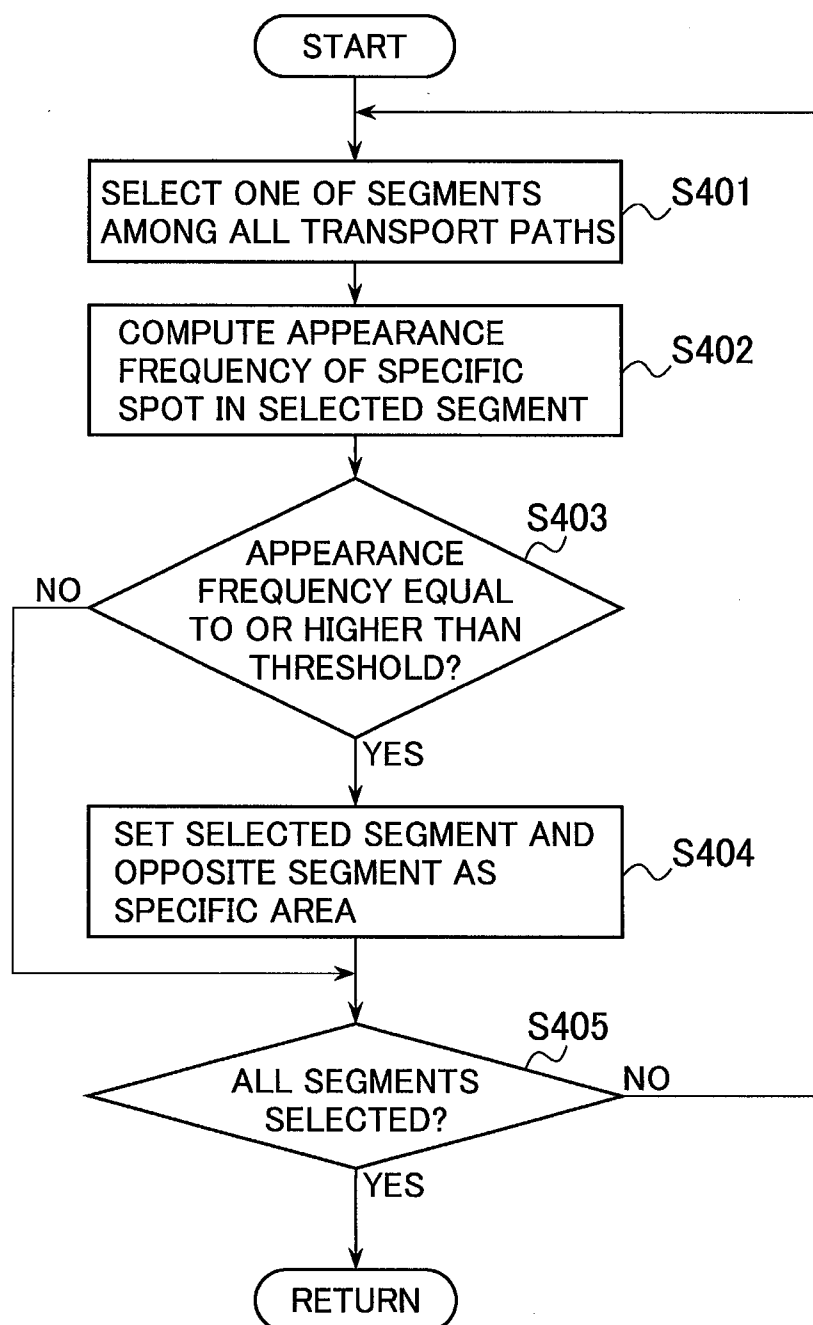 START
SELECT ONE OF SEGMENTS
AMONG ALL TRANSPORT PATHS
S401
COMPUTE APPEARANCE
FREQUENCY OF SPECIFIC
SPOT IN SELECTED SEGMENT
S402
S403
APPEARANCE
FREQUENCY EQUAL
TO OR HIGHER THAN
THRESHOLD?
NO
YES
SET SELECTED SEGMENT AND
OPPOSITE SEGMENT AS
SPECIFIC AREA
S404
S405
ALL SEGMENTS
SELECTED?
NO
YES
RETURN